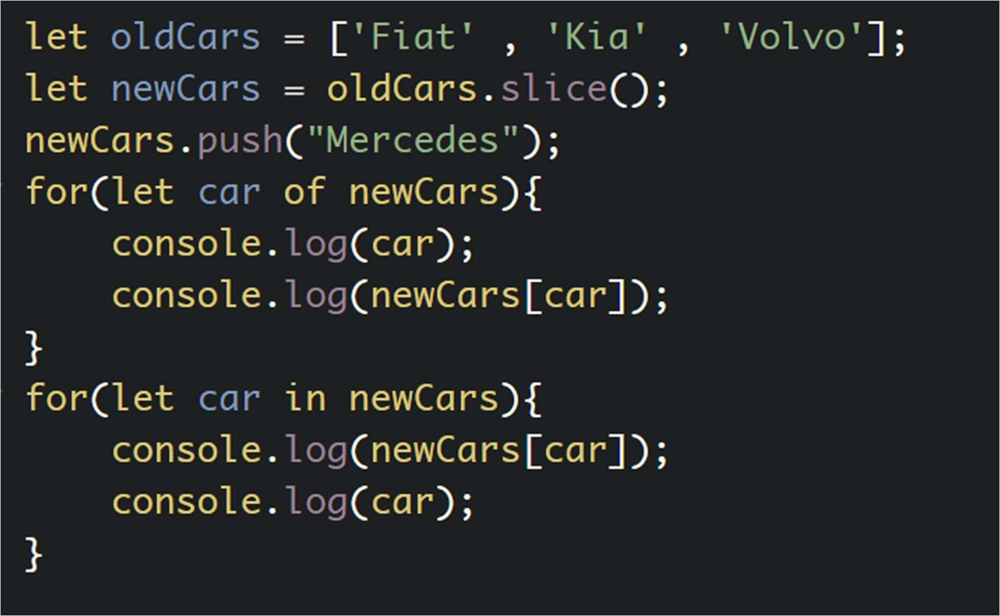 let oldCars = ['Fiat' , 'Kia' , 'Volvo'];
let newCars = oldCars.slice();
newCars.push("Mercedes");
for(let car of newCars){
    console.log(car);
    console.log(newCars[car]);
}
for(let car in newCars){
    console.log(newCars[car]);
    console.log(car);
}